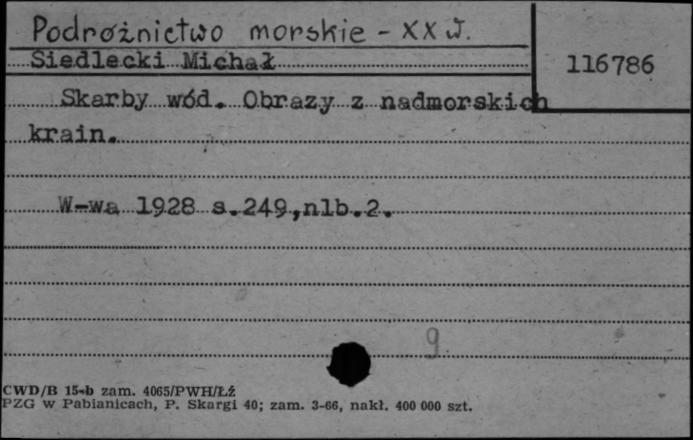 Podróżnictwo morskie - XX w.
Siedlecki Michał
116786
Skarby wód. Obrazy z nadmorskich
krain.
W-wa 1928 s.249,nlb.2.
9
CWD/B 15-b zam. 4065/PWH/Łź
PZG w Pabianicach, P. Skargi 40; zam. 3-66, nakł. 400 000 szt.